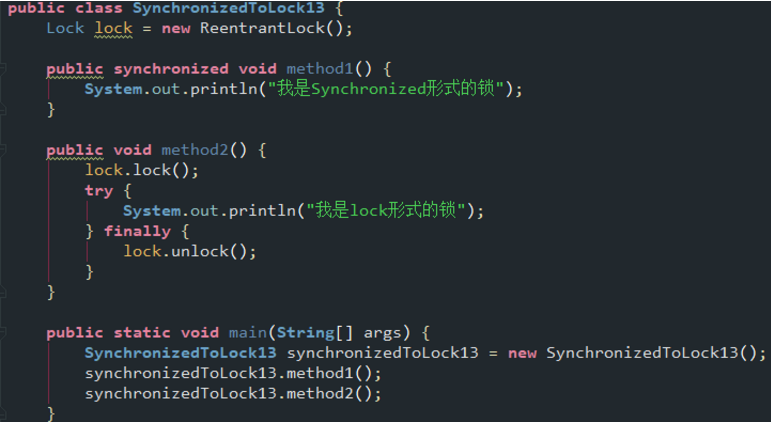 public class SynchronizedToLock13 {
    Lock lock = new ReentrantLock();
    public synchronized void method1() {
        System.out.println("我是Synchronized形式的锁");
    }
    public void method2() {
        lock.lock();
        try {
            System.out.println("我是lock形式的锁");
        } finally {
            lock.unlock();
        }
    }
    public static void main(String[] args) {
        SynchronizedToLock13 synchronizedToLock13 = new SynchronizedToLock13();
        synchronizedToLock13.method1();
        synchronizedToLock13.method2();
    }